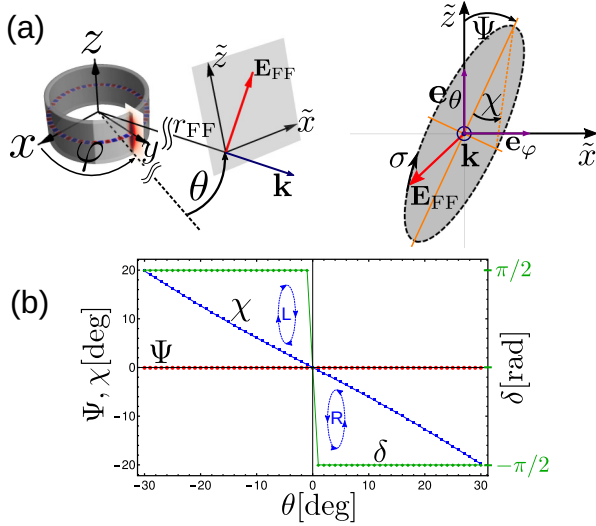 (a)
z
x
y
φ
r_FF
θ
z̃
E_FF
x̃
k
z̃
Ψ
e_θ
χ
x̃
e_φ
k
σ
E_FF
(b)
Ψ, χ[deg]
20
10
0
−10
−20
χ
Ψ
L
R
δ
π/2
−π/2
δ[rad]
−30
−20
−10
0
10
20
30
θ[deg]